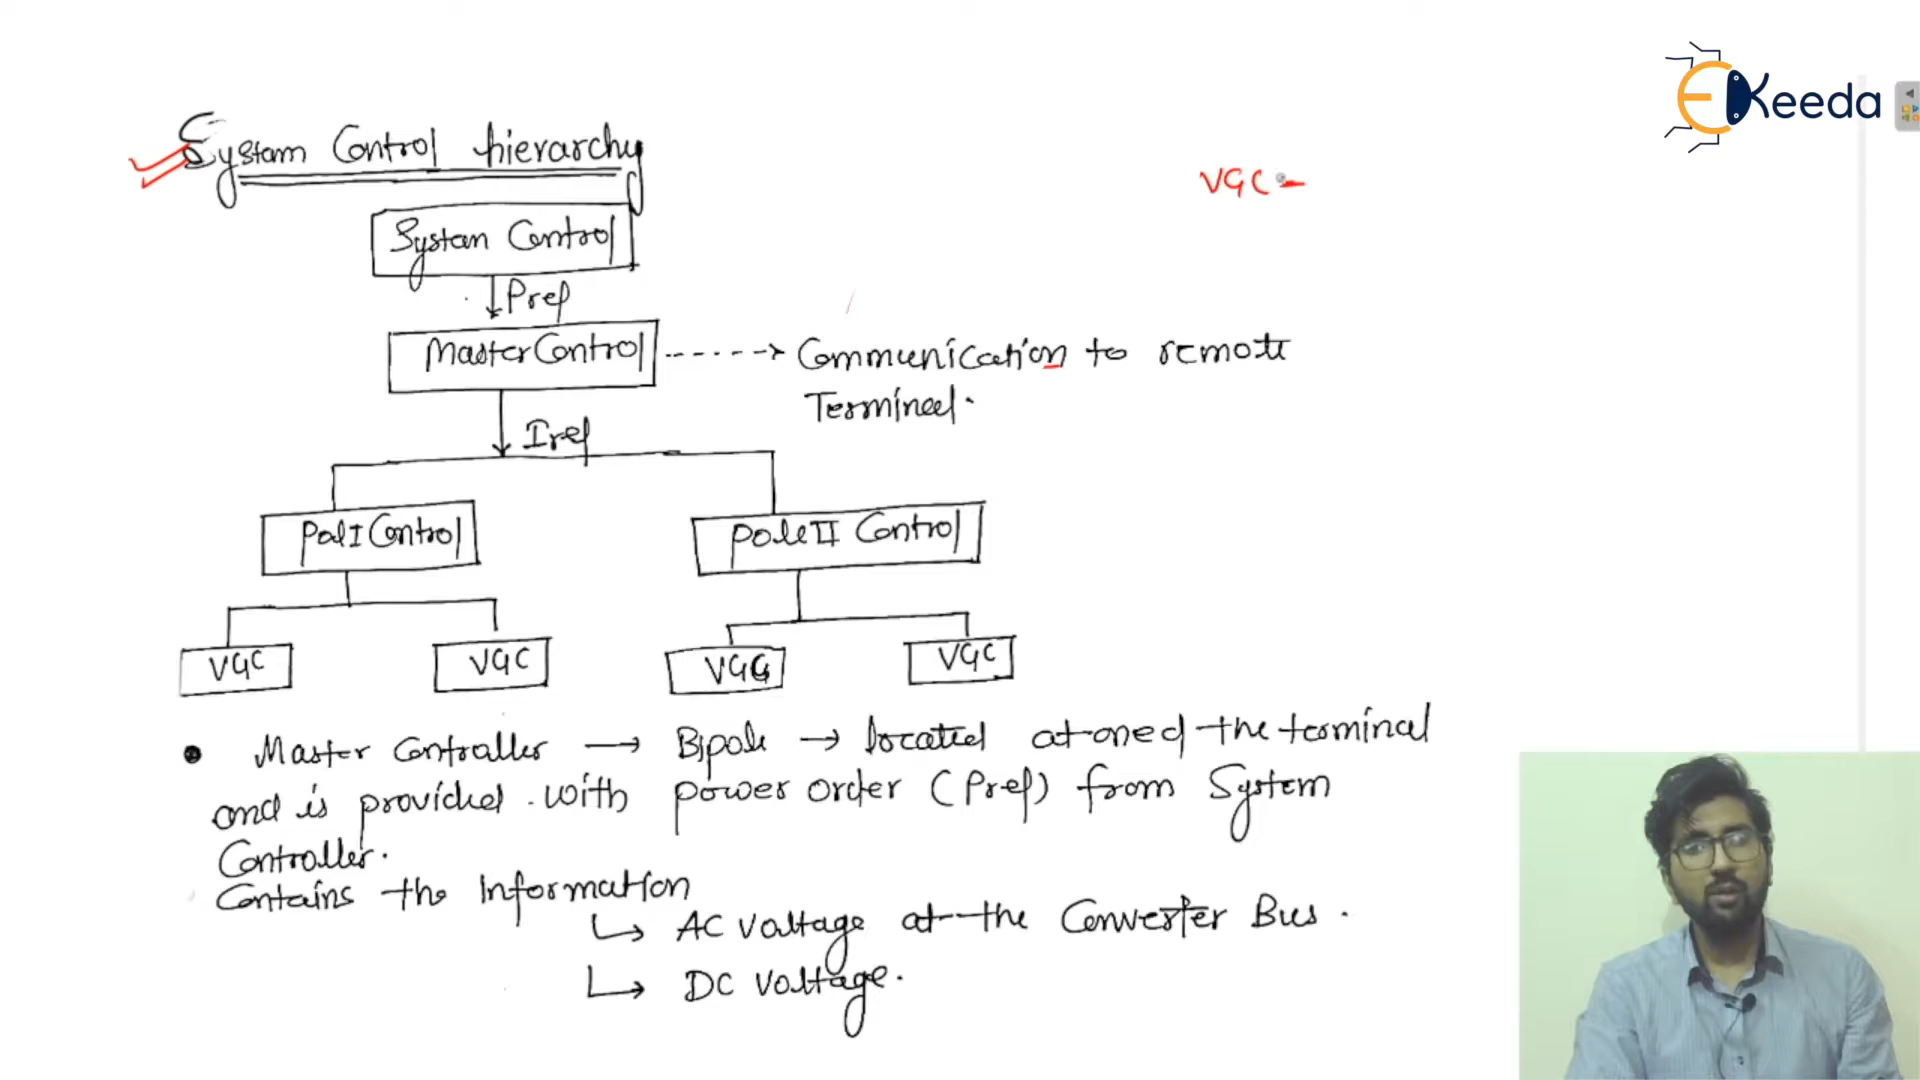 EKeeda
System Control hierarchy
VGC -
System Control
Pref
Master Control
Communication to remote
Terminal.
Iref
Pol I Control
Pole II Control
VGC
VGC
VGC
VGC
• Master Controller → Bipole → located at one of the terminal
and is provided with power order (Pref) from System
Controller.
Contains the Information
↳ AC Voltage at the Converter Bus.
↳ DC Voltage.